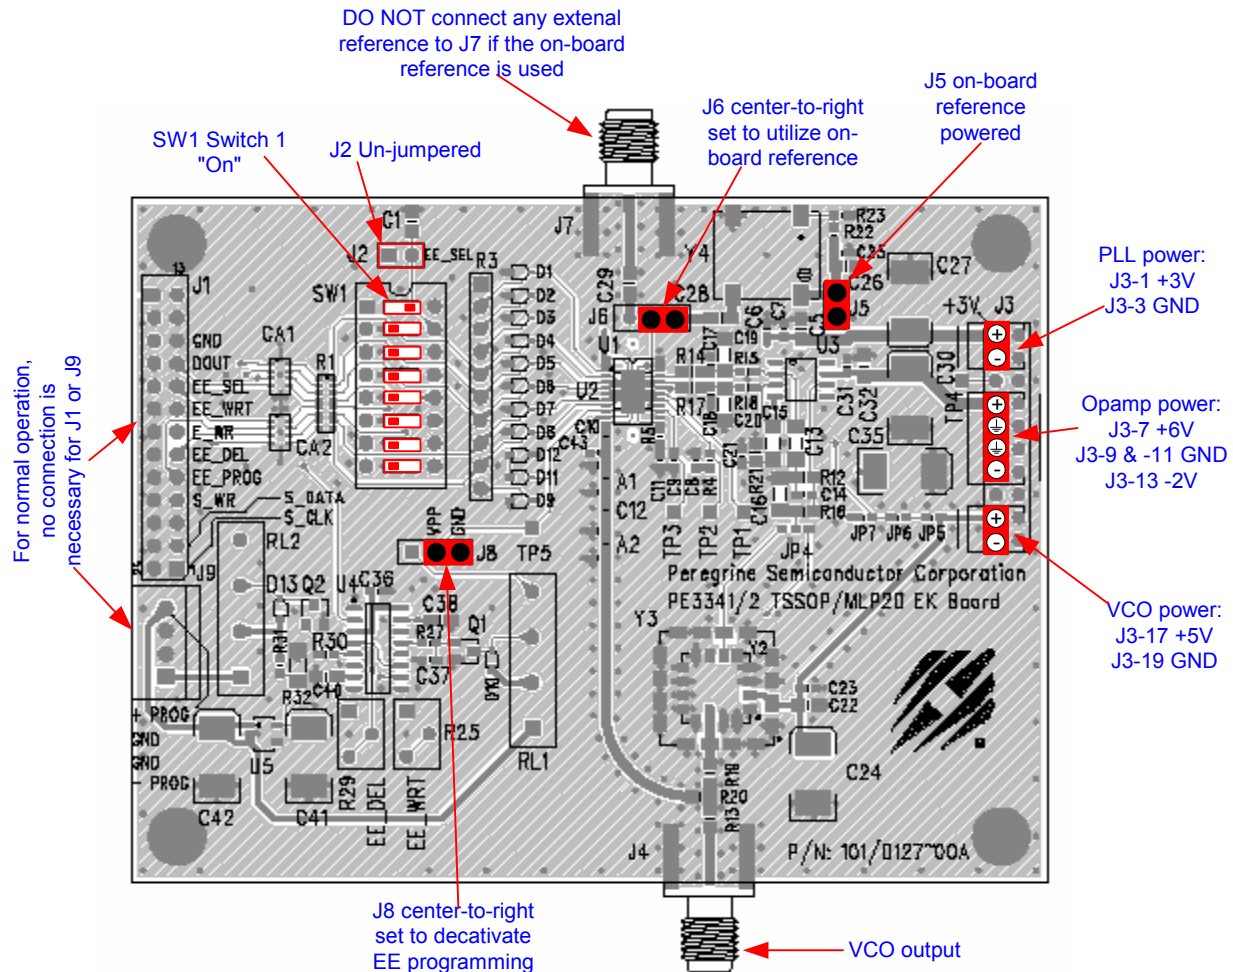 DO NOT connect any extenal
reference to J7 if the on-board
reference is used
J5 on-board
reference
powered
J6 center-to-right
set to utilize on-
board reference
SW1 Switch 1
"On"
J2 Un-jumpered
PLL power:
J3-1 +3V
J3-3 GND
Opamp power:
J3-7 +6V
J3-9 & -11 GND
J3-13 -2V
VCO power:
J3-17 +5V
J3-19 GND
For normal operation,
no connection is
necessary for J1 or J9
J8 center-to-right
set to decativate
EE programming
VCO output
C1
J2
EE_SEL
R3
SW1
J1
13
GND
DOUT
EE_SEL
EE_WRT
E_WR
EE_DEL
EE_PROG
S_WR
S_DATA
S_CLK
CA1
R1
CA2
D1
D2
D3
D4
D5
D6
D7
D8
D12
D11
D9
J7
Y4
C29
J6
C28
U1
U2
R23
R22
C25
C26
J5
C27
+3V
J3
C6
C7
C5
C17
C19
U3
R14
R15
R17
R18
C18
C20
C15
C31
C32
C30
TP4
C35
C13
C10
C43
R5
C21
R21
R12
C14
R16
C16
C11
C9
C8
R4
A1
C12
A2
TP3
TP2
TP1
JP4
JP7
JP6
JP5
RL2
J9
25
VPP
GND
J8
TP5
D13
Q2
U4
C36
C38
R27
Q1
R31
R30
C37
C40
R32
D10
R25
R29
RL1
+ PROG
GND
GND
- PROG
U5
C42
C41
EE_DEL
EE_WRT
Peregrine Semiconductor Corporation
PE3341/2 TSSOP/MLP20 EK Board
Y3
Y2
C23
C22
C24
R19
R20
R13
J4
P/N: 101/0127~00A